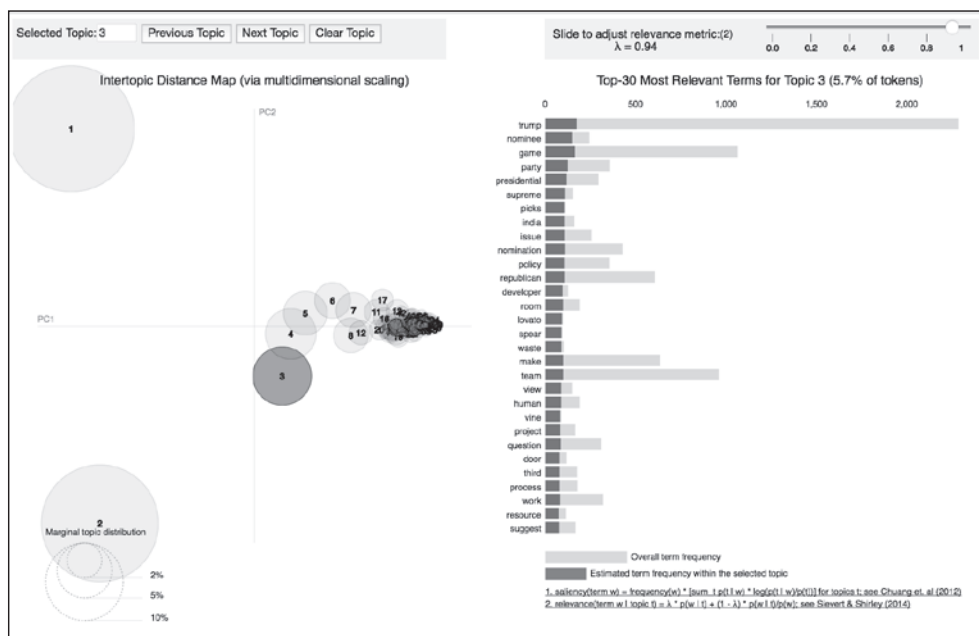 Selected Topic: 3
Previous Topic
Next Topic
Clear Topic
Slide to adjust relevance metric:(2)
λ = 0.94
0.0 0.2 0.4 0.6 0.8 1
Intertopic Distance Map (via multidimensional scaling)
PC2
PC1
1
2
3
4
5
6
7
8
12
11
17
Marginal topic distribution
2%
5%
10%
Top-30 Most Relevant Terms for Topic 3 (5.7% of tokens)
0 500 1,000 1,500 2,000
trump
nominee
game
party
presidential
supreme
picks
india
issue
nomination
policy
republican
developer
room
lovato
spear
waste
make
team
view
human
vine
project
question
door
third
process
work
resource
suggest
Overall term frequency
Estimated term frequency within the selected topic
1. saliency(term w) = frequency(w) * [sum_t p(t | w) * log(p(t | w)/p(t))] for topics t; see Chuang et. al (2012)
2. relevance(term w | topic t) = λ * p(w | t) + (1 - λ) * p(w | t)/p(w); see Sievert & Shirley (2014)